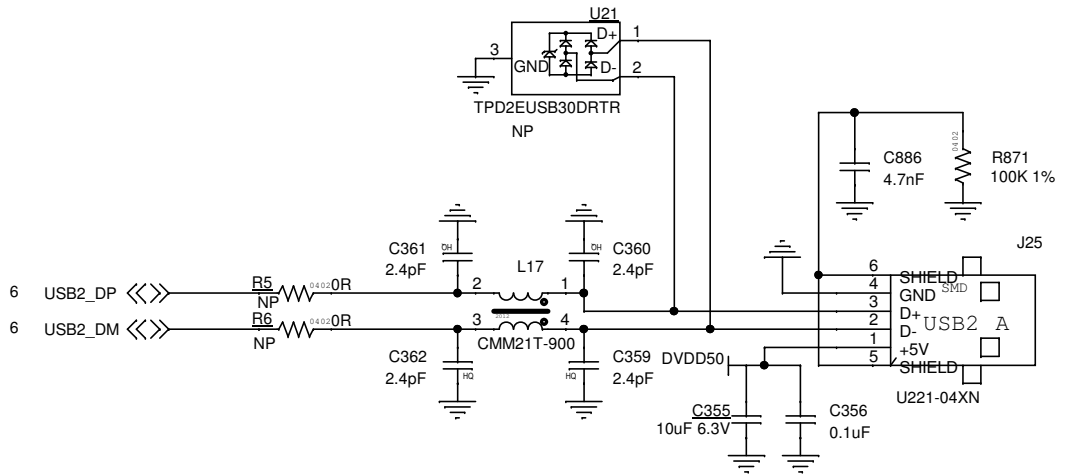 U21
D+
1
3
GND
D-
2
TPD2EUSB30DRTR
NP
0402
C886
4.7nF
R871
100K 1%
J25
C361
2.4pF
L17
C360
2.4pF
6 USB2_DP
R5
NP
0402
0R
2
1
6 USB2_DM
R6
NP
0402
0R
3
4
CMM21T-900
C362
2.4pF
HQ
HQ
C359
2.4pF
DVDD50
C355
10uF 6.3V
C356
0.1uF
6
SHIELD
4
GND
SMD
3
D+
2
D-
USB2 A
1
+5V
5
SHIELD
U221-04XN